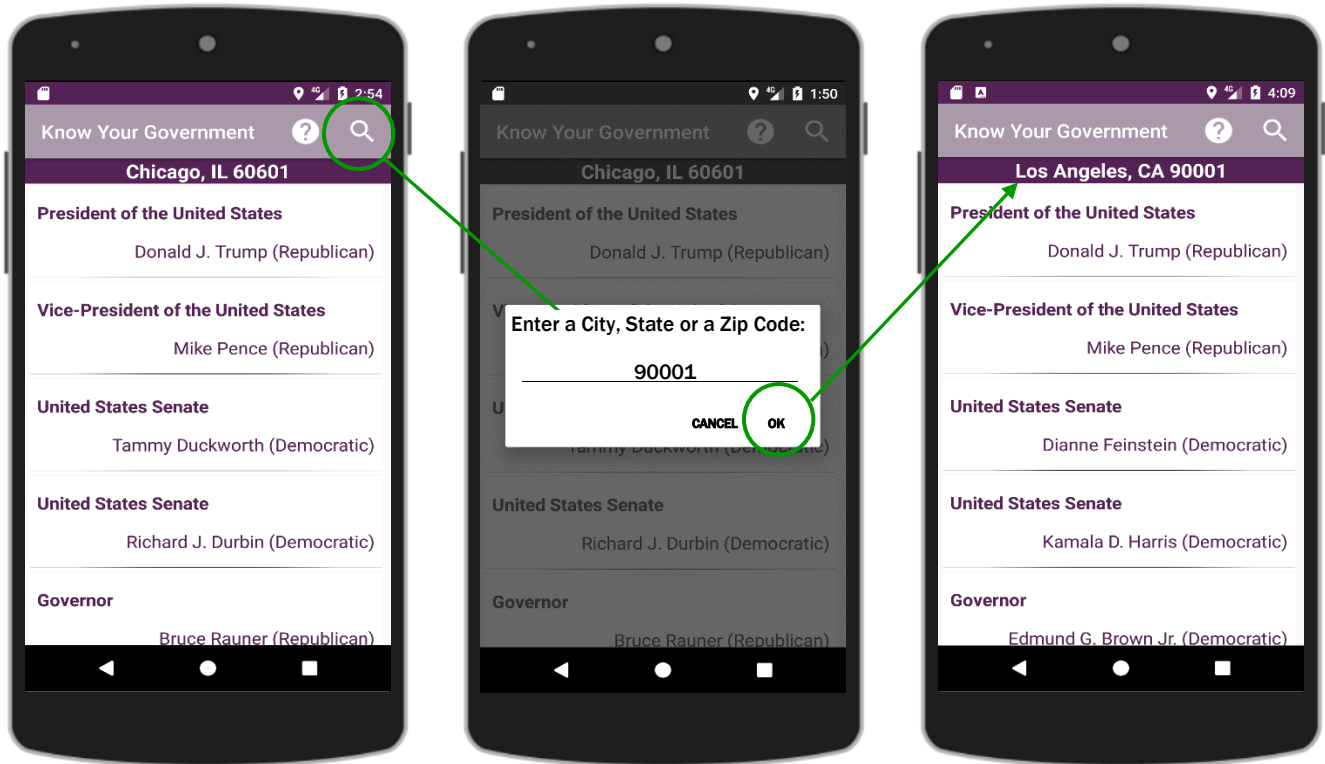 4G 2:54
Know Your Government ?
Chicago, IL 60601
President of the United States
Donald J. Trump (Republican)
Vice-President of the United States
Mike Pence (Republican)
United States Senate
Tammy Duckworth (Democratic)
United States Senate
Richard J. Durbin (Democratic)
Governor
Bruce Rauner (Republican)
4G 1:50
Know Your Government ?
Chicago, IL 60601
President of the United States
Donald J. Trump (Republican)
V
)
Enter a City, State or a Zip Code:
90001
CANCEL OK
U
Tammy Duckworth (Democratic)
United States Senate
Richard J. Durbin (Democratic)
Governor
Bruce Rauner (Republican)
A 4G 4:09
Know Your Government ?
Los Angeles, CA 90001
President of the United States
Donald J. Trump (Republican)
Vice-President of the United States
Mike Pence (Republican)
United States Senate
Dianne Feinstein (Democratic)
United States Senate
Kamala D. Harris (Democratic)
Governor
Edmund G. Brown Jr. (Democratic)